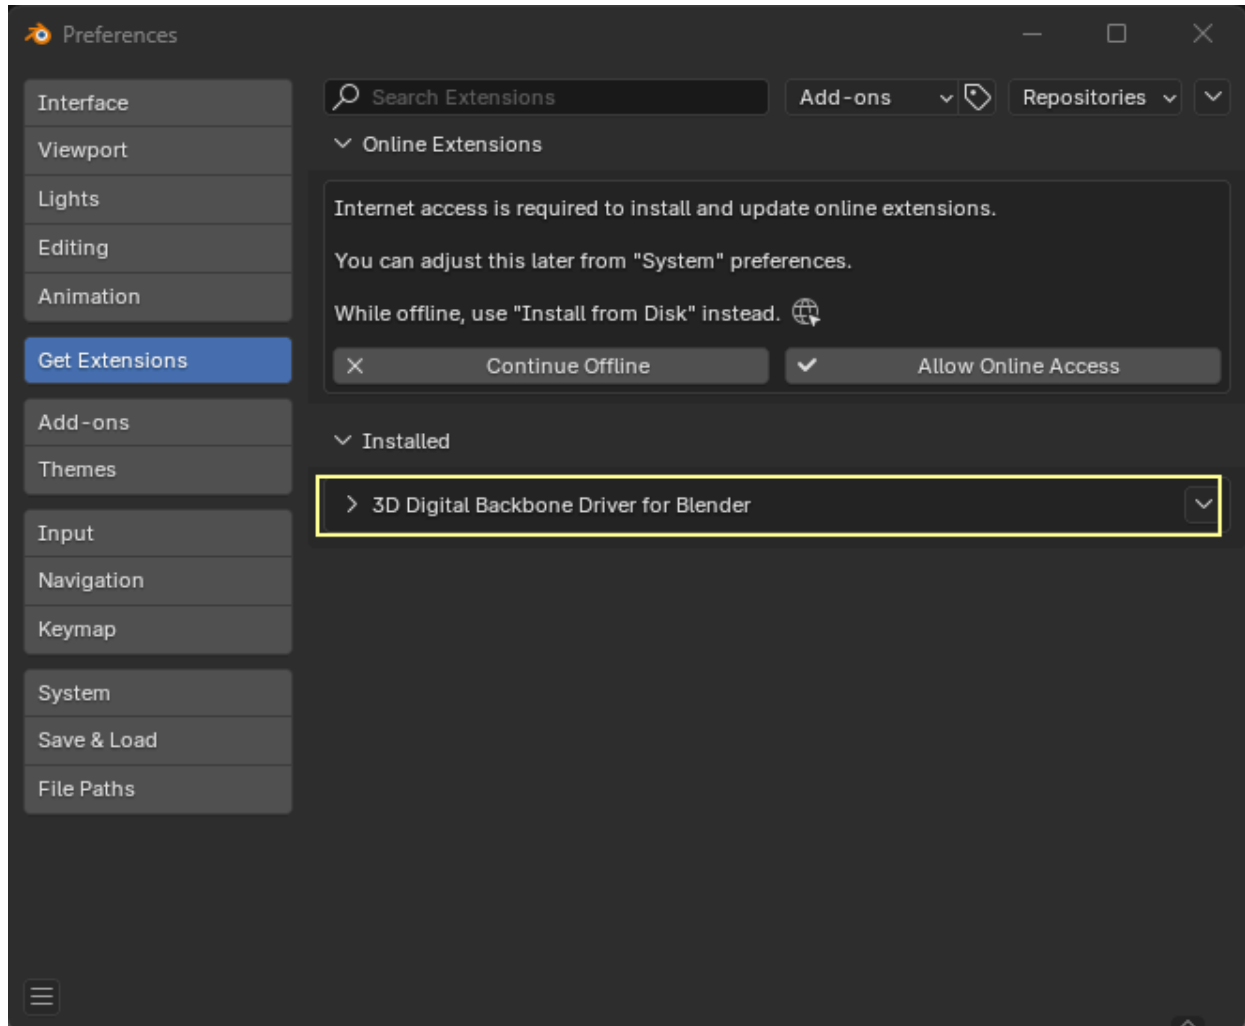 Preferences
Interface
Viewport
Lights
Editing
Animation
Get Extensions
Add-ons
Themes
Input
Navigation
Keymap
System
Save & Load
File Paths
Search Extensions
Add-ons
Repositories
Online Extensions
Internet access is required to install and update online extensions.
You can adjust this later from "System" preferences.
While offline, use "Install from Disk" instead.
Continue Offline
Allow Online Access
Installed
3D Digital Backbone Driver for Blender